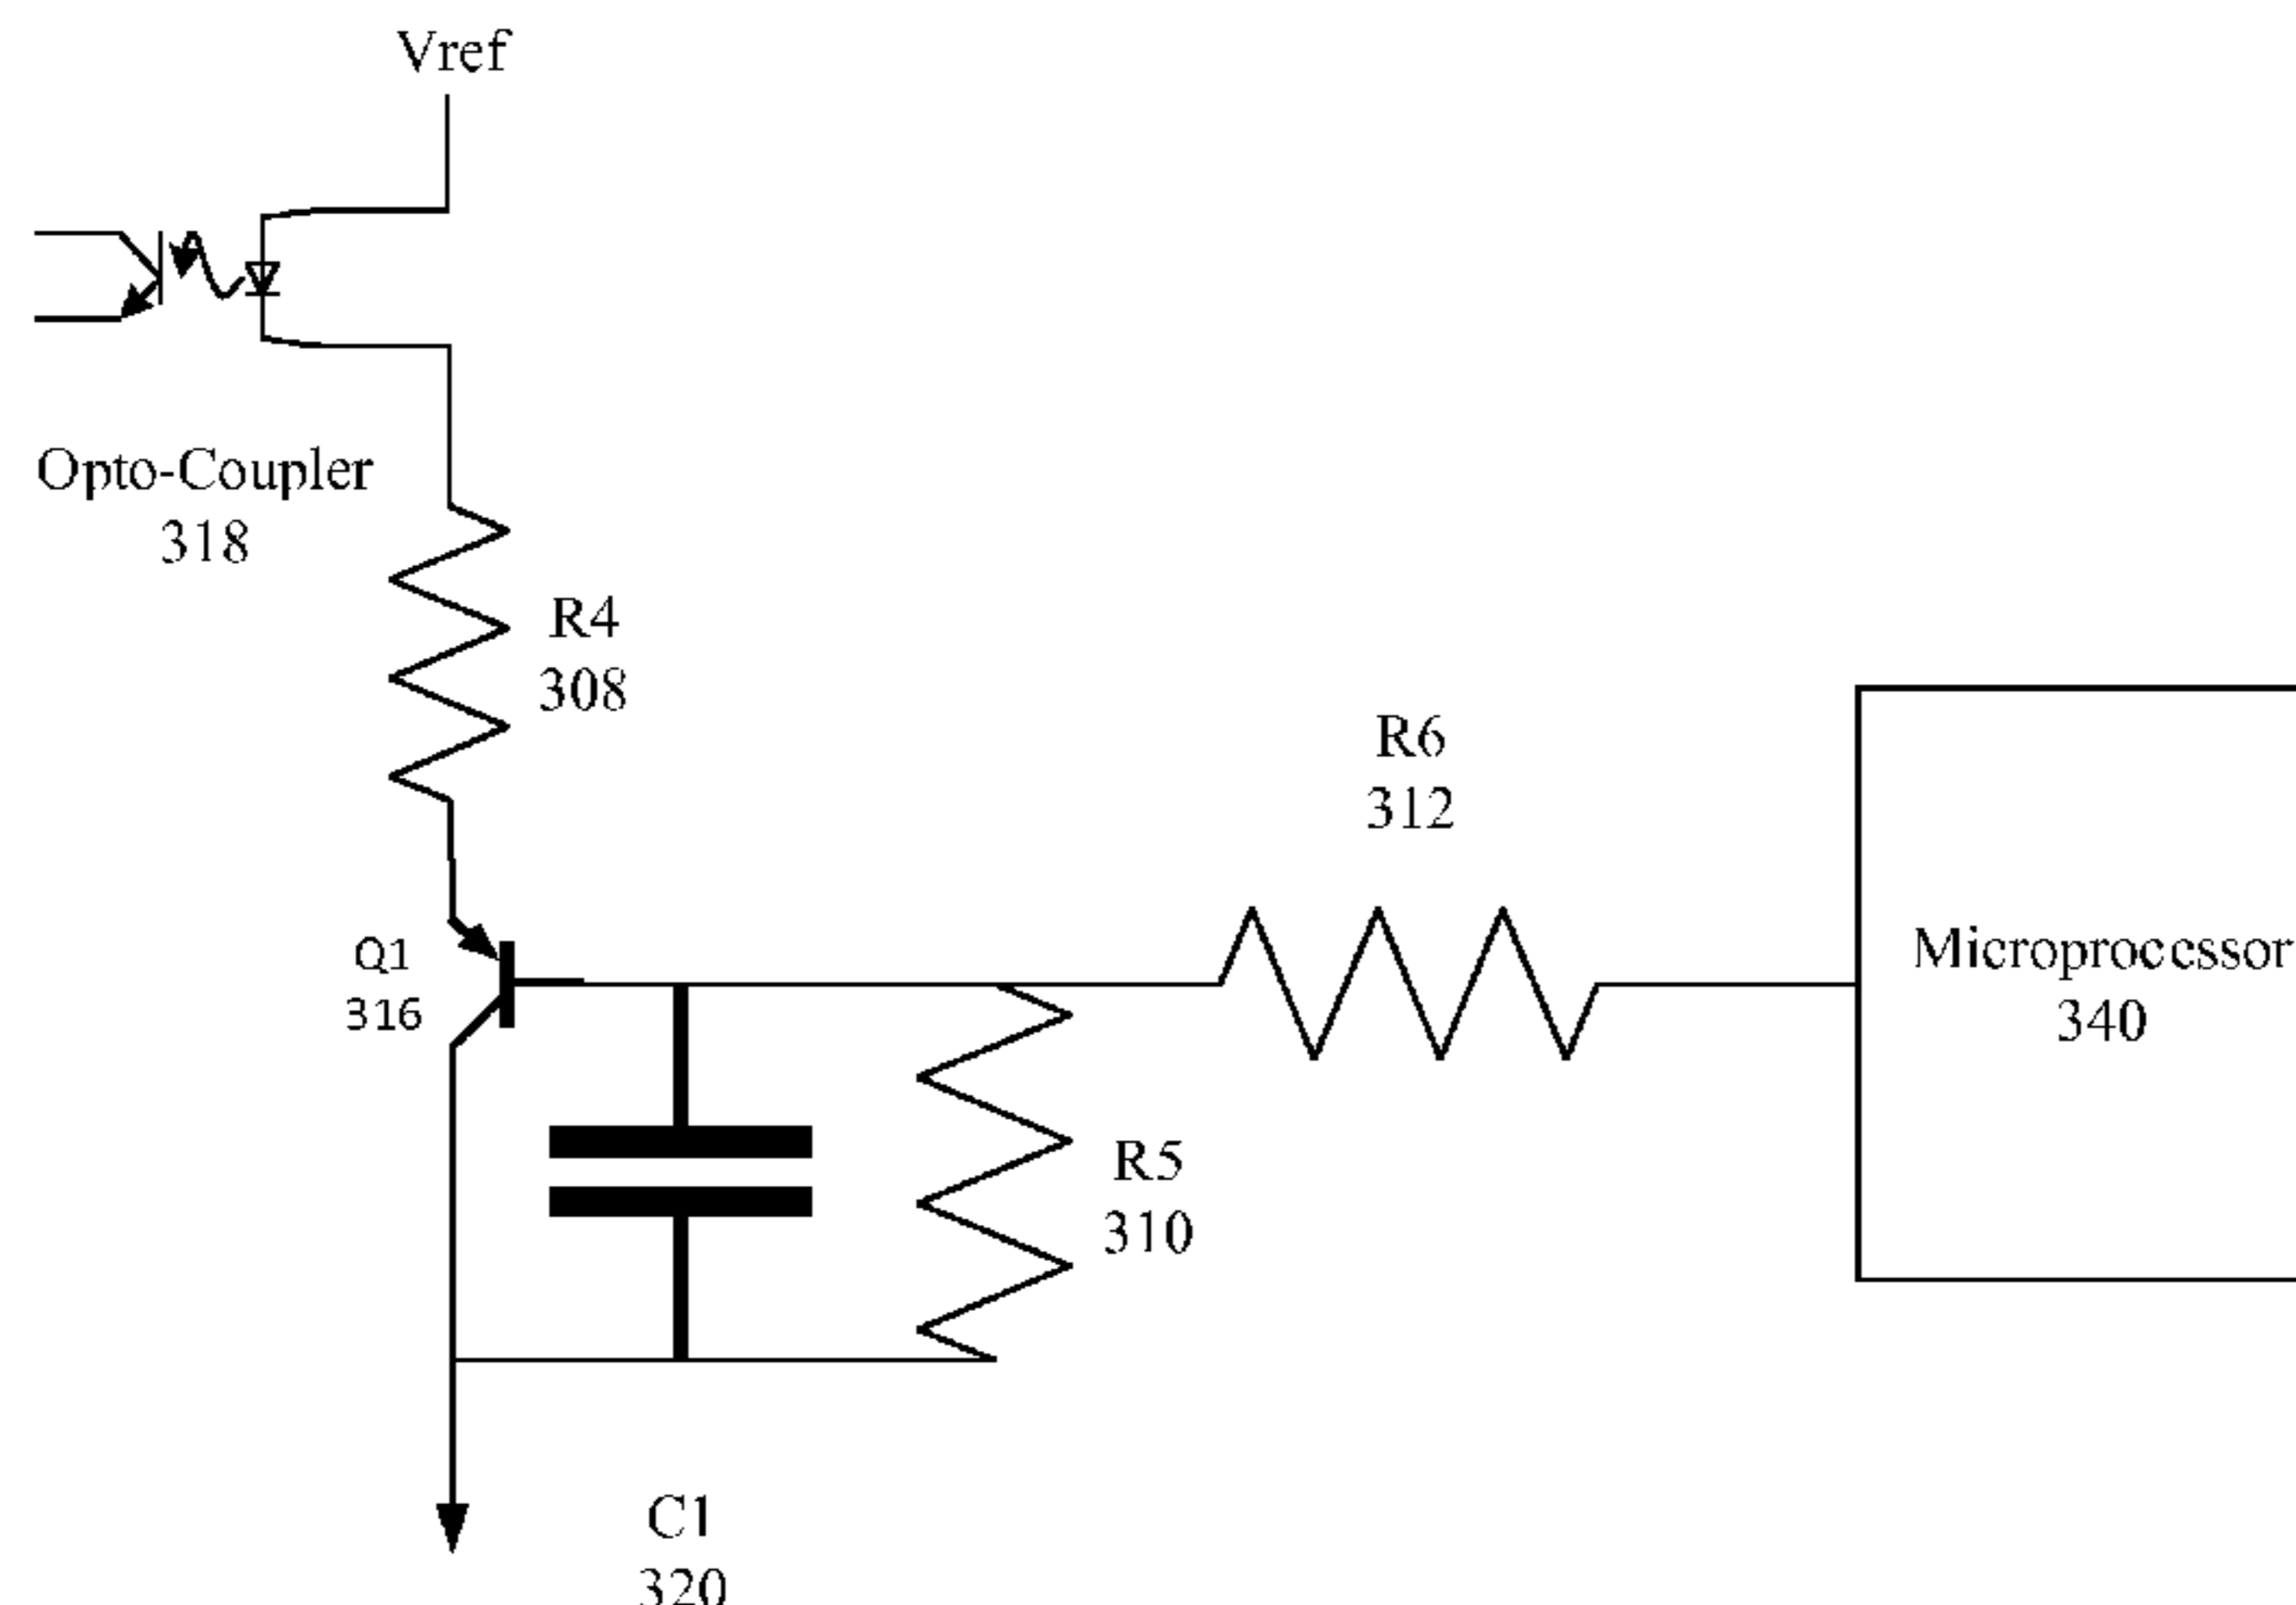 Vref
Opto-Coupler
318
R4
308
R6
312
Q1
316
Microprocessor
340
R5
310
C1
320